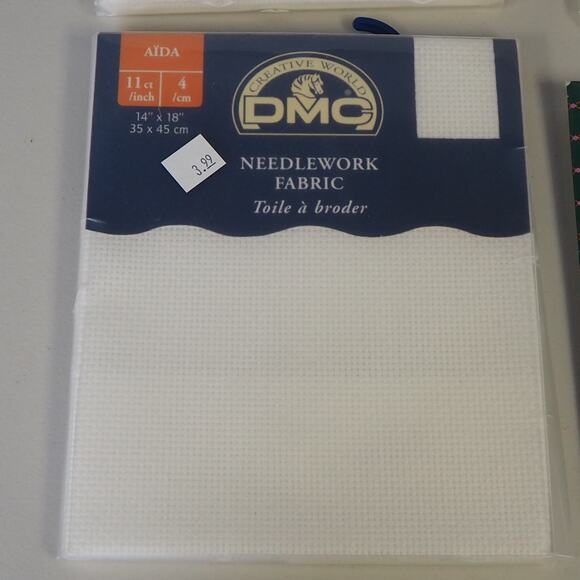 AÏDA
11 ct
/inch
4
/cm
14" x 18"
35 x 45 cm
3.99
CREATIVE WORLD
DMC
®
NEEDLEWORK
FABRIC
Toile à broder